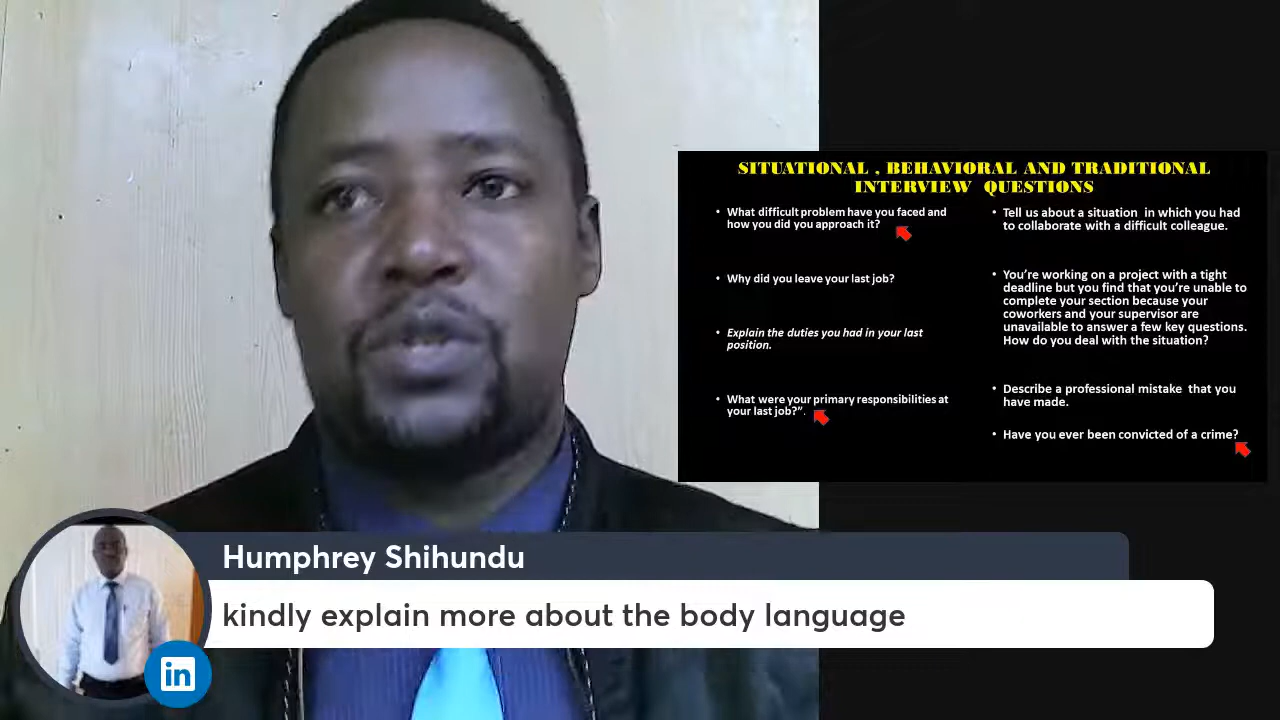 SITUATIONAL , BEHAVIORAL AND TRADITIONAL
INTERVIEW QUESTIONS
• What difficult problem have you faced and
how you did you approach it?
• Why did you leave your last job?
• Explain the duties you had in your last
position.
• What were your primary responsibilities at
your last job?”.
• Tell us about a situation in which you had
to collaborate with a difficult colleague.
• You’re working on a project with a tight
deadline but you find that you’re unable to
complete your section because your
coworkers and your supervisor are
unavailable to answer a few key questions.
How do you deal with the situation?
• Describe a professional mistake that you
have made.
• Have you ever been convicted of a crime?
Humphrey Shihundu
kindly explain more about the body language
in